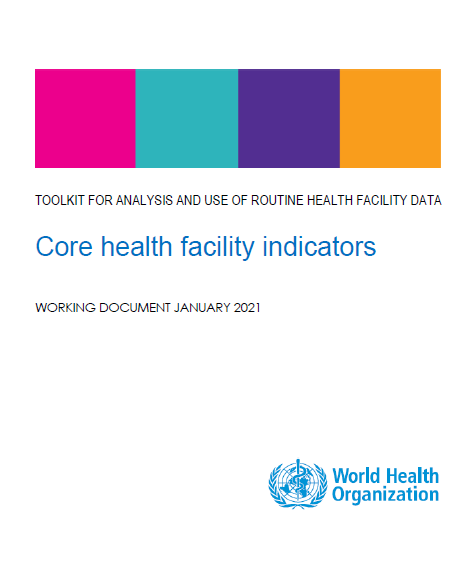 TOOLKIT FOR ANALYSIS AND USE OF ROUTINE HEALTH FACILITY DATA
Core health facility indicators
WORKING DOCUMENT JANUARY 2021
World Health
Organization